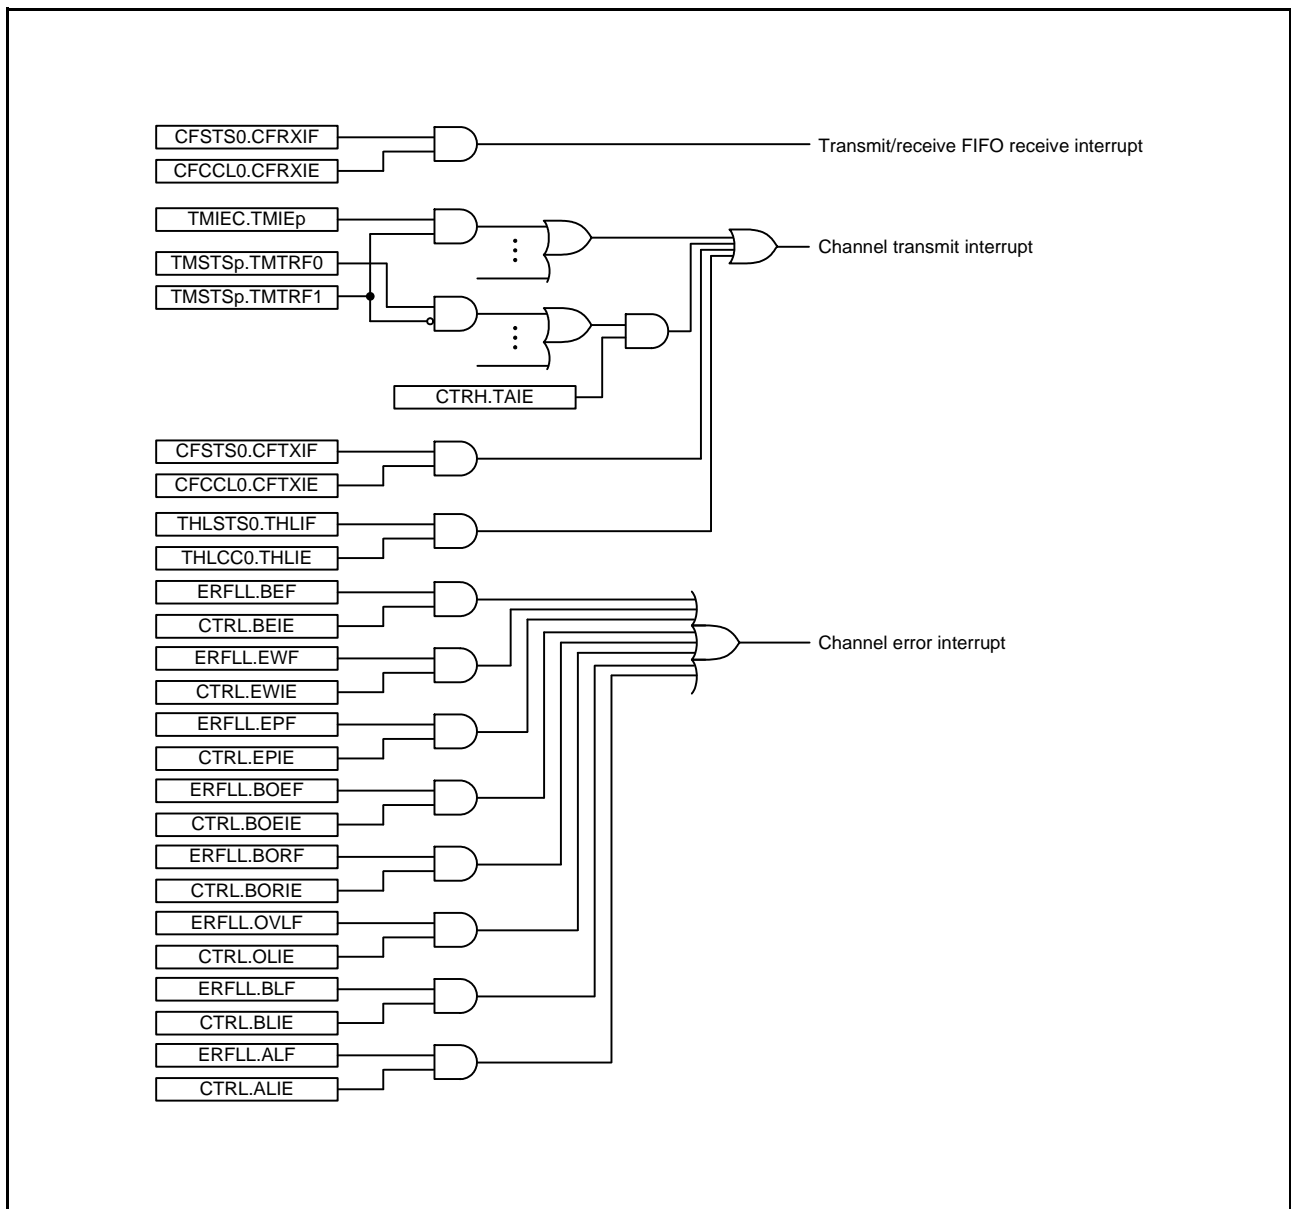 CFSTS0.CFRXIF
Transmit/receive FIFO receive interrupt
CFCCL0.CFRXIE
TMIEC.TMIEp
Channel transmit interrupt
TMSTSp.TMTRF0
TMSTSp.TMTRF1
CTRH.TAIE
CFSTS0.CFTXIF
CFCCL0.CFTXIE
THLSTS0.THLIF
THLCC0.THLIE
ERFLL.BEF
CTRL.BEIE
Channel error interrupt
ERFLL.EWF
CTRL.EWIE
ERFLL.EPF
CTRL.EPIE
ERFLL.BOEF
CTRL.BOEIE
ERFLL.BORF
CTRL.BORIE
ERFLL.OVLF
CTRL.OLIE
ERFLL.BLF
CTRL.BLIE
ERFLL.ALF
CTRL.ALIE